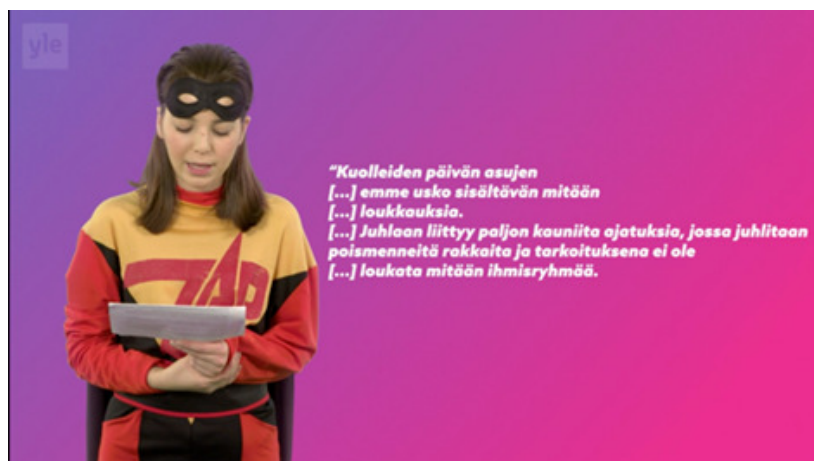 yle
"Kuolleiden päivän asujen
[...] emme usko sisältävän mitään
[...] loukkauksia.
[...] Juhlaan liittyy paljon kauniita ajatuksia, jossa juhlitaan
poismenneitä rakkaita ja tarkoituksena ei ole
[...] loukata mitään ihmisryhmää.
ZAP